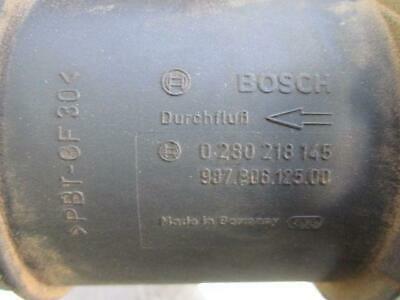 BOSCH
Durchfluß
0 280 218 145
997.606.125.00
Made in Germany
>PBT-GF 30<